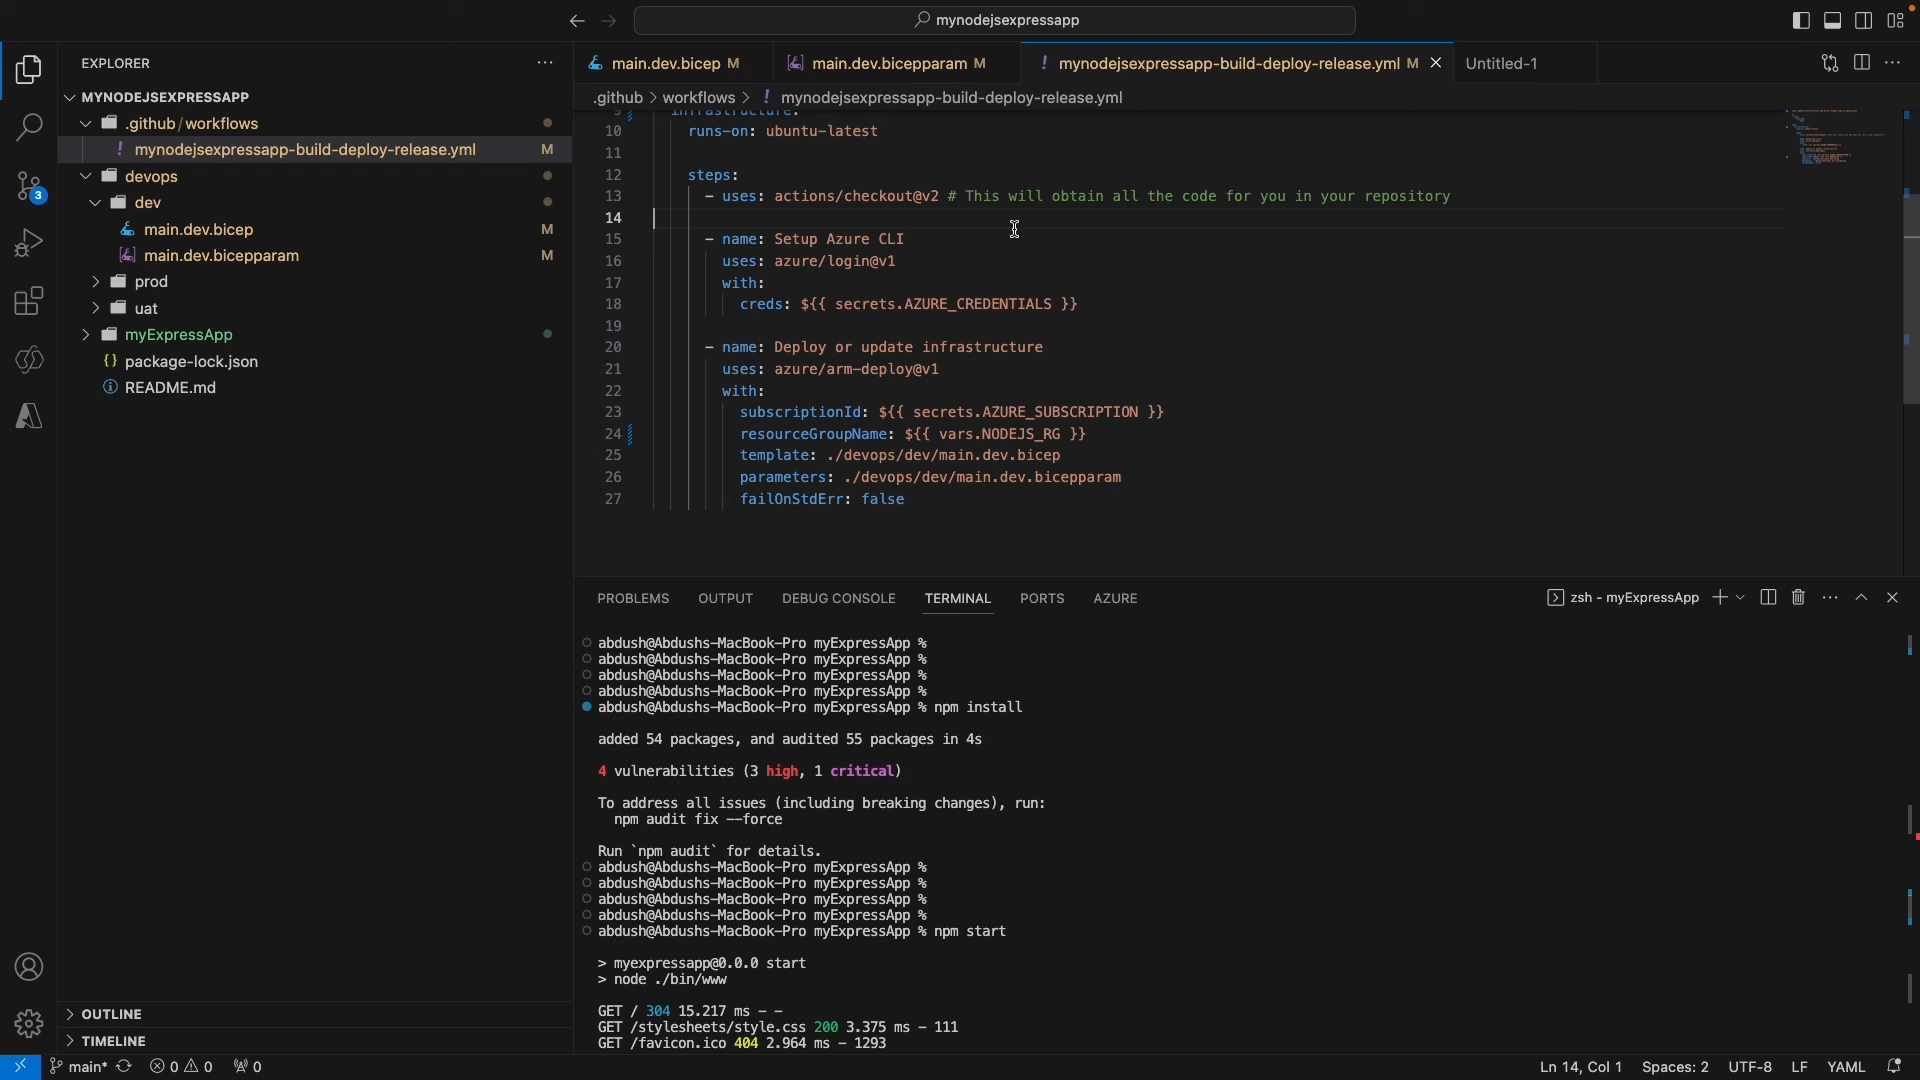 mynodejsexpressapp
EXPLORER
MYNODEJSEXPRESSAPP
.github/workflows
! mynodejsexpressapp-build-deploy-release.yml M
devops
dev
main.dev.bicep M
main.dev.bicepparam M
prod
uat
myExpressApp
{} package-lock.json
README.md
3
OUTLINE
TIMELINE
main.dev.bicep M
main.dev.bicepparam M
! mynodejsexpressapp-build-deploy-release.yml M
Untitled-1
.github > workflows > ! mynodejsexpressapp-build-deploy-release.yml
9 infrastructure:
10 runs-on: ubuntu-latest
11
12 steps:
13 - uses: actions/checkout@v2 # This will obtain all the code for you in your repository
14
15 - name: Setup Azure CLI
16 uses: azure/login@v1
17 with:
18 creds: ${{ secrets.AZURE_CREDENTIALS }}
19
20 - name: Deploy or update infrastructure
21 uses: azure/arm-deploy@v1
22 with:
23 subscriptionId: ${{ secrets.AZURE_SUBSCRIPTION }}
24 resourceGroupName: ${{ vars.NODEJS_RG }}
25 template: ./devops/dev/main.dev.bicep
26 parameters: ./devops/dev/main.dev.bicepparam
27 failOnStdErr: false
PROBLEMS OUTPUT DEBUG CONSOLE TERMINAL PORTS AZURE
zsh - myExpressApp
abdush@Abdushs-MacBook-Pro myExpressApp %
abdush@Abdushs-MacBook-Pro myExpressApp %
abdush@Abdushs-MacBook-Pro myExpressApp %
abdush@Abdushs-MacBook-Pro myExpressApp %
abdush@Abdushs-MacBook-Pro myExpressApp % npm install
added 54 packages, and audited 55 packages in 4s
4 vulnerabilities (3 high, 1 critical)
To address all issues (including breaking changes), run:
npm audit fix --force
Run `npm audit` for details.
abdush@Abdushs-MacBook-Pro myExpressApp %
abdush@Abdushs-MacBook-Pro myExpressApp %
abdush@Abdushs-MacBook-Pro myExpressApp %
abdush@Abdushs-MacBook-Pro myExpressApp %
abdush@Abdushs-MacBook-Pro myExpressApp % npm start
> myexpressapp@0.0.0 start
> node ./bin/www
GET / 304 15.217 ms - -
GET /stylesheets/style.css 200 3.375 ms - 111
GET /favicon.ico 404 2.964 ms - 1293
main* 0 0 0
Ln 14, Col 1 Spaces: 2 UTF-8 LF YAML